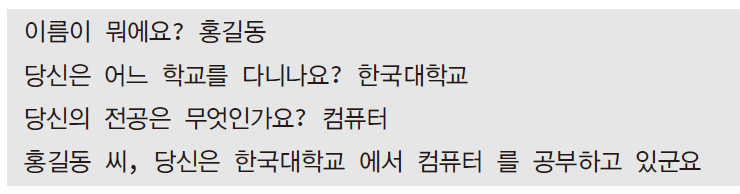 이름이 뭐에요? 홍길동
당신은 어느 학교를 다니나요? 한국대학교
당신의 전공은 무엇인가요? 컴퓨터
홍길동 씨, 당신은 한국대학교 에서 컴퓨터 를 공부하고 있군요